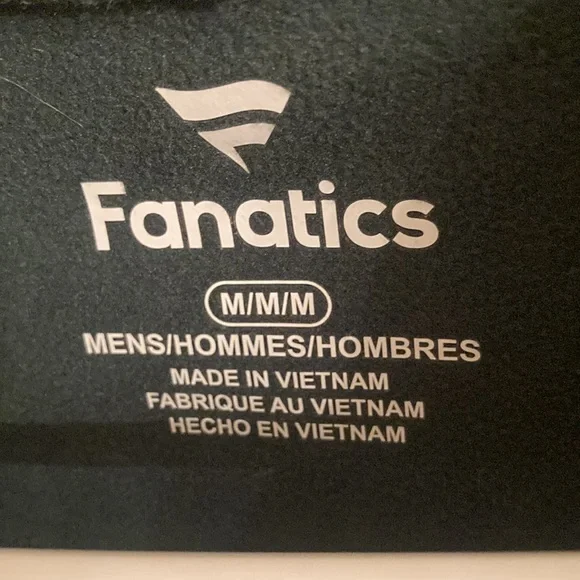 Fanatics
M/M/M
MENS/HOMMES/HOMBRES
MADE IN VIETNAM
FABRIQUE AU VIETNAM
HECHO EN VIETNAM